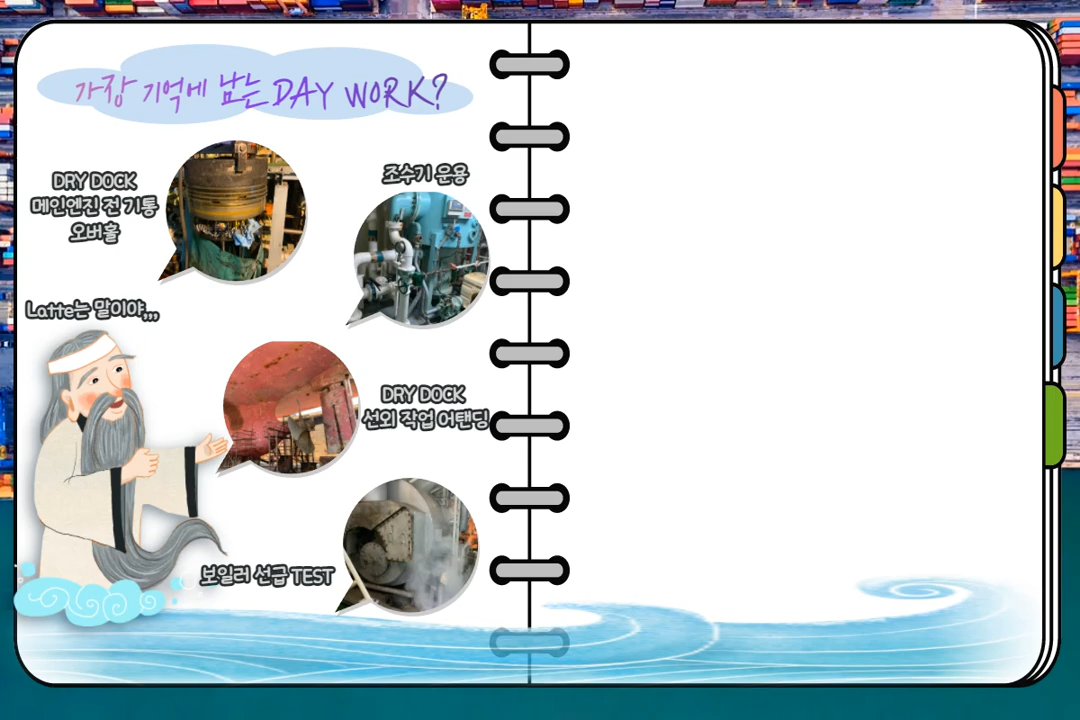 가장 기억에 남는 DAY WORK?
DRY DOCK
메인엔진 전 기통
오버홀
조수기 운용
Latte는 말이야,,,
DRY DOCK
선외 작업 어탠딩
보일러 선급 TEST